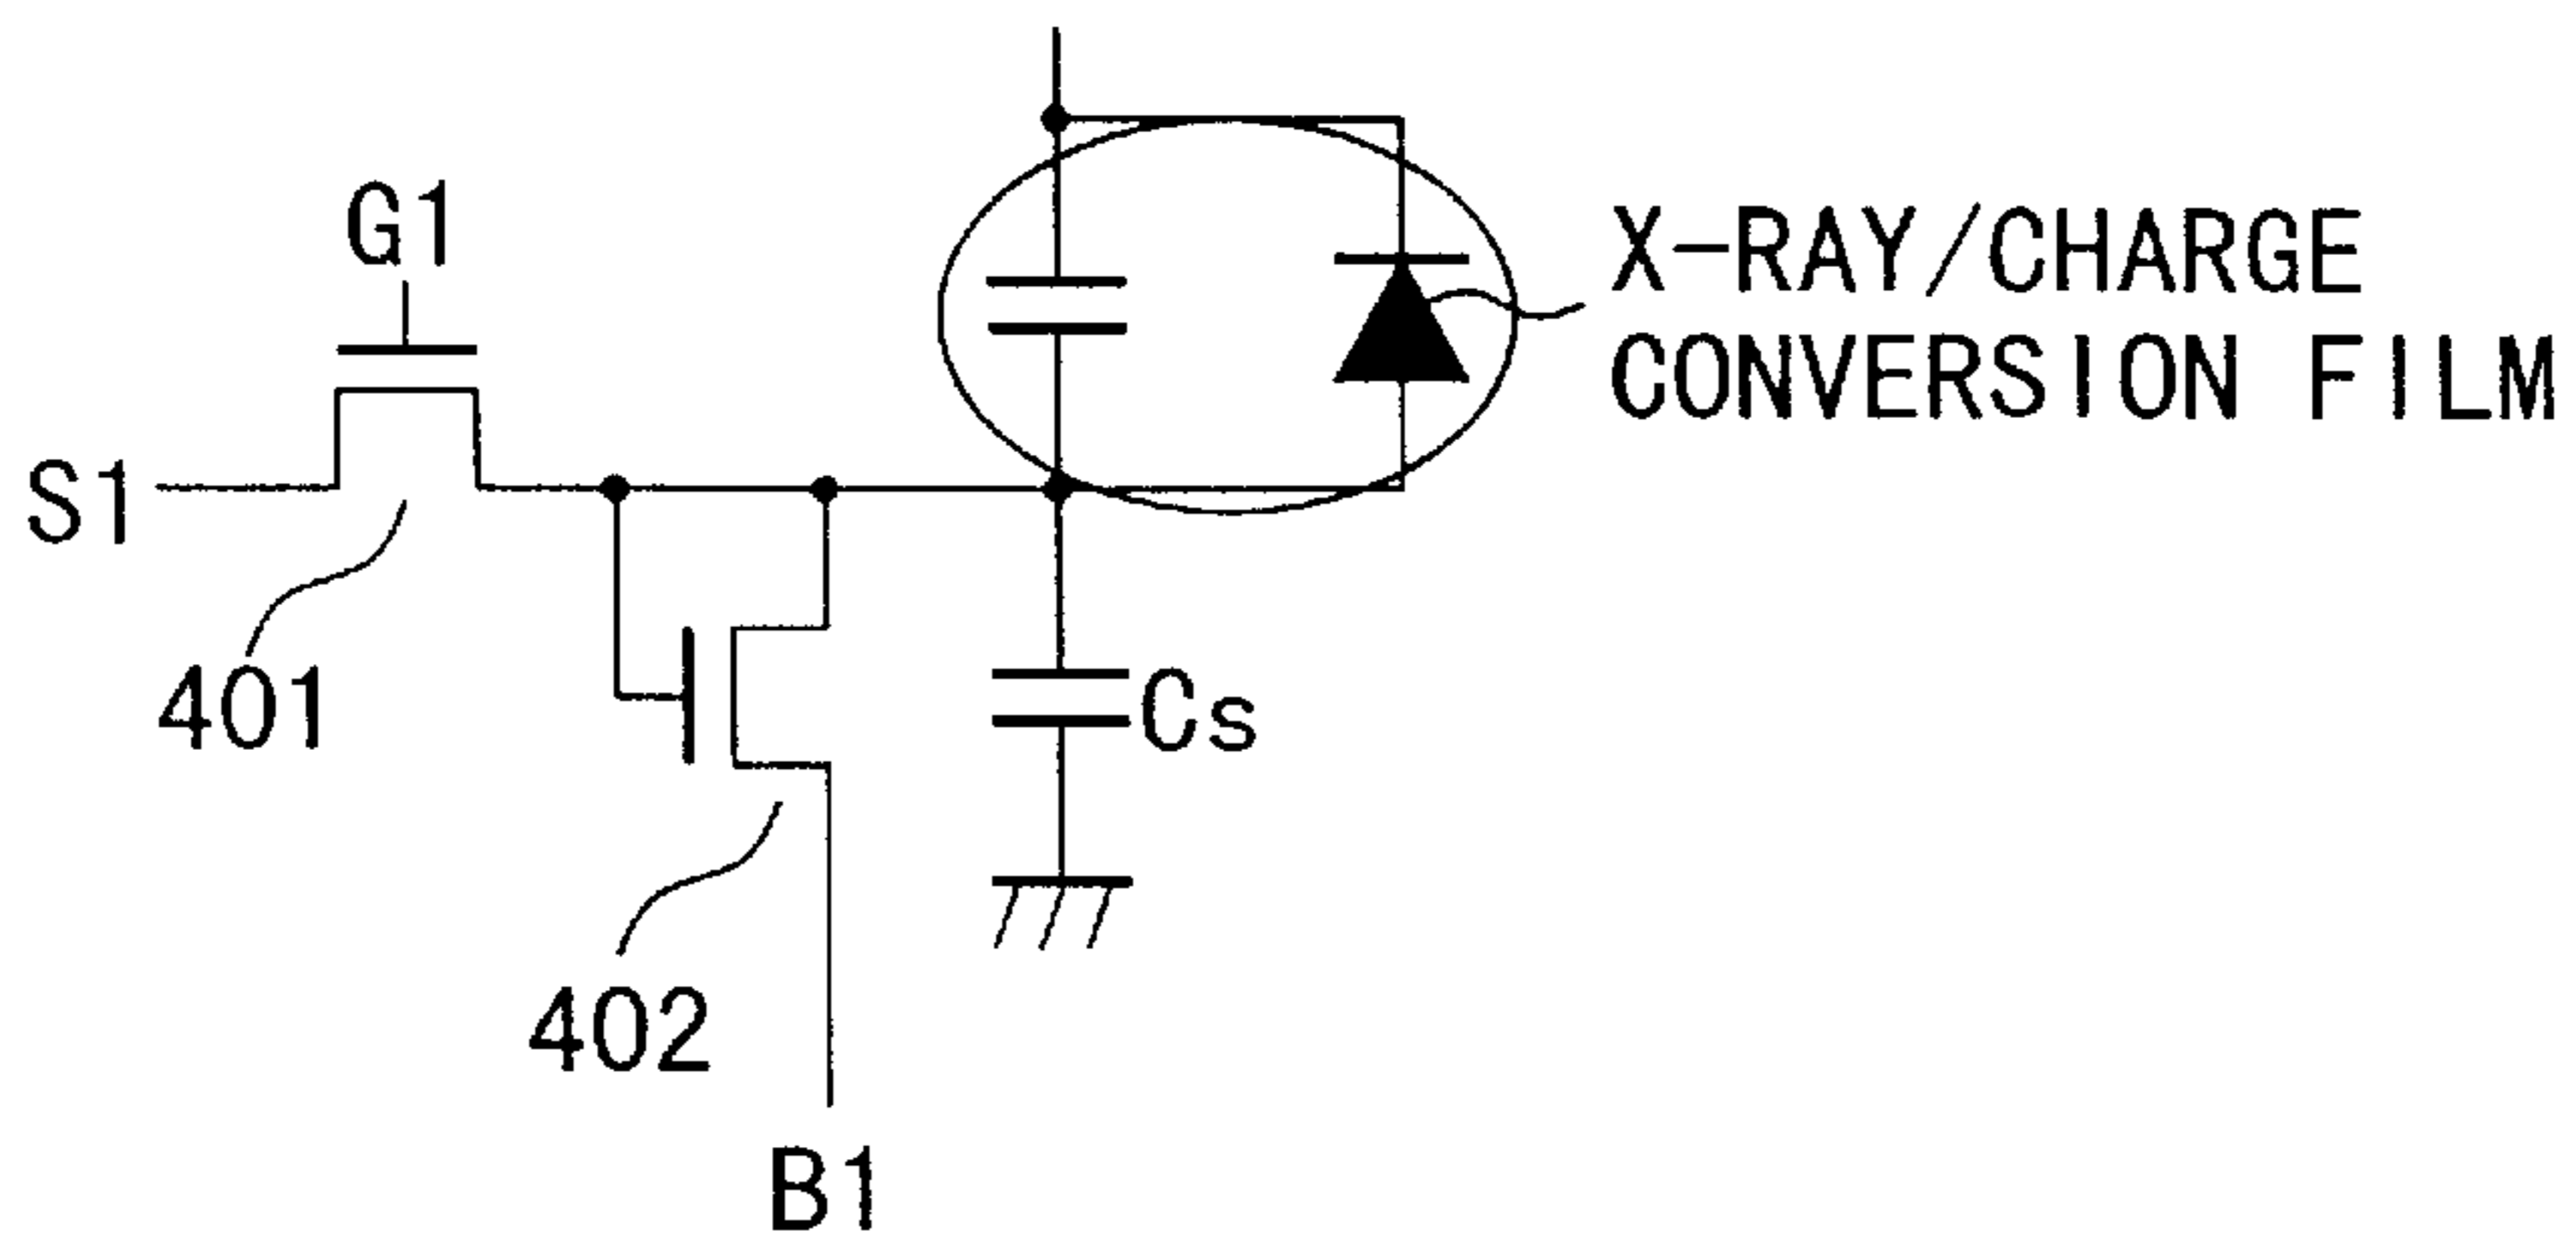 G1
X-RAY/CHARGE
CONVERSION FILM
S1
401
Cs
402
B1